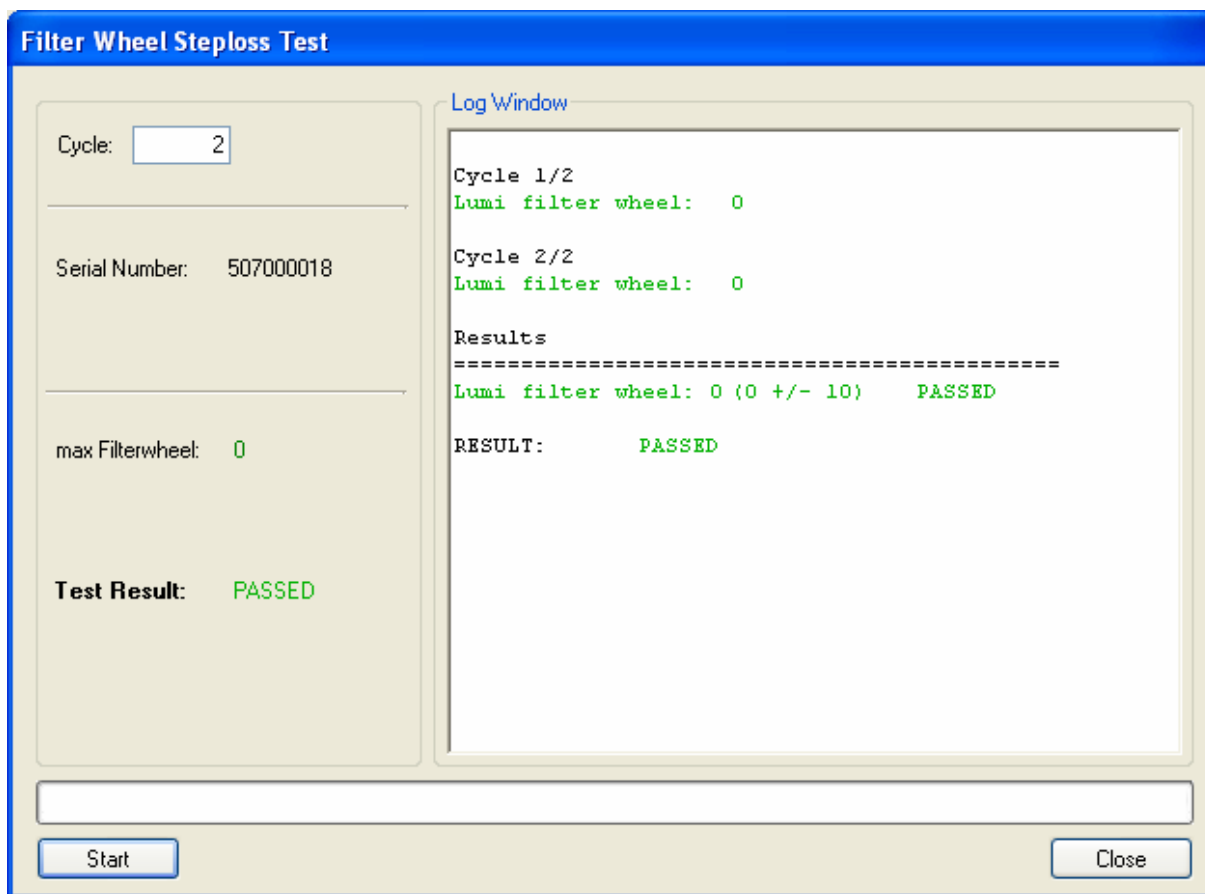 Filter Wheel Steploss Test
Cycle: 2
Serial Number: 507000018
max Filterwheel: 0
Test Result: PASSED
Log Window
Cycle 1/2
Lumi filter wheel: 0
Cycle 2/2
Lumi filter wheel: 0
Results
=============================================
Lumi filter wheel: 0 (0 +/- 10) PASSED
RESULT: PASSED
Start
Close